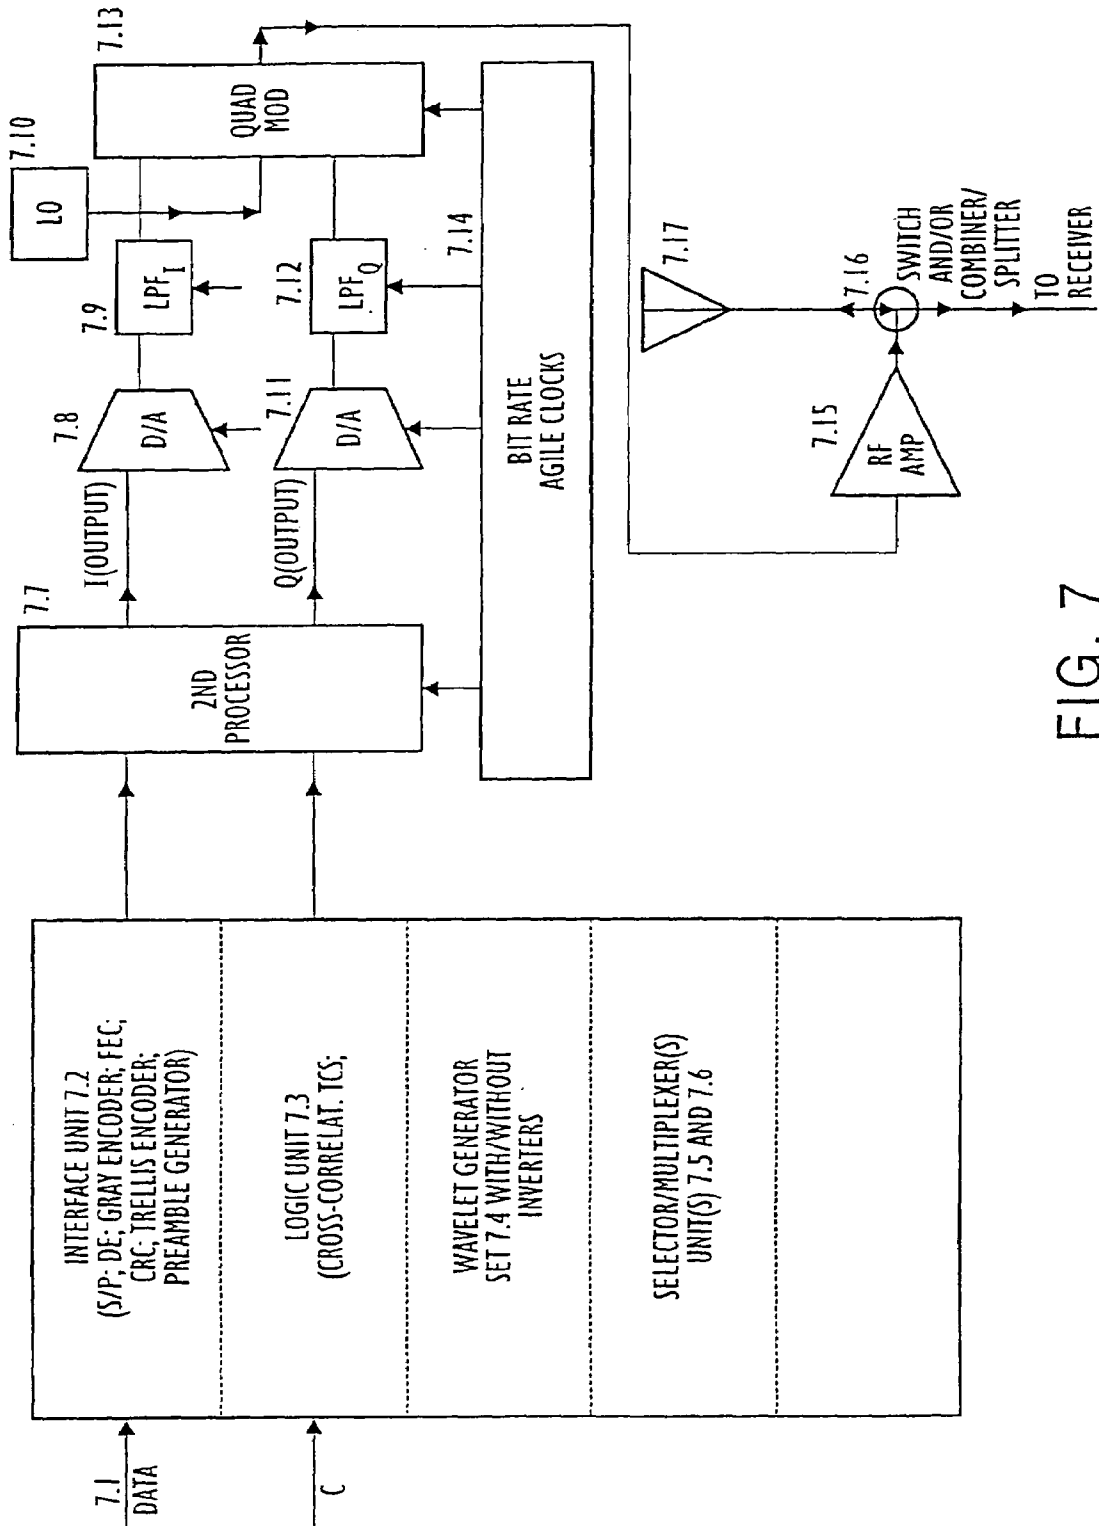 7.1
DATA
C
INTERFACE UNIT 7.2
(S/P; DE; GRAY ENCODER; FEC;
CRC; TRELLIS ENCODER;
PREAMBLE GENERATOR)
LOGIC UNIT 7.3
(CROSS-CORRELAT. TCS;
WAVELET GENERATOR
SET 7.4 WITH/WITHOUT
INVERTERS
SELECTOR/MULTIPLEXER(S)
UNIT(S) 7.5 AND 7.6
7.7
2ND
PROCESSOR
I(OUTPUT)
Q(OUTPUT)
7.8
D/A
7.11
D/A
7.9
LPF I
7.12
LPF Q
7.10
LO
7.13
QUAD
MOD
7.14
BIT RATE
AGILE CLOCKS
7.15
RF
AMP
7.16
SWITCH
AND/OR
COMBINER/
SPLITTER
7.17
TO
RECEIVER
FIG. 7